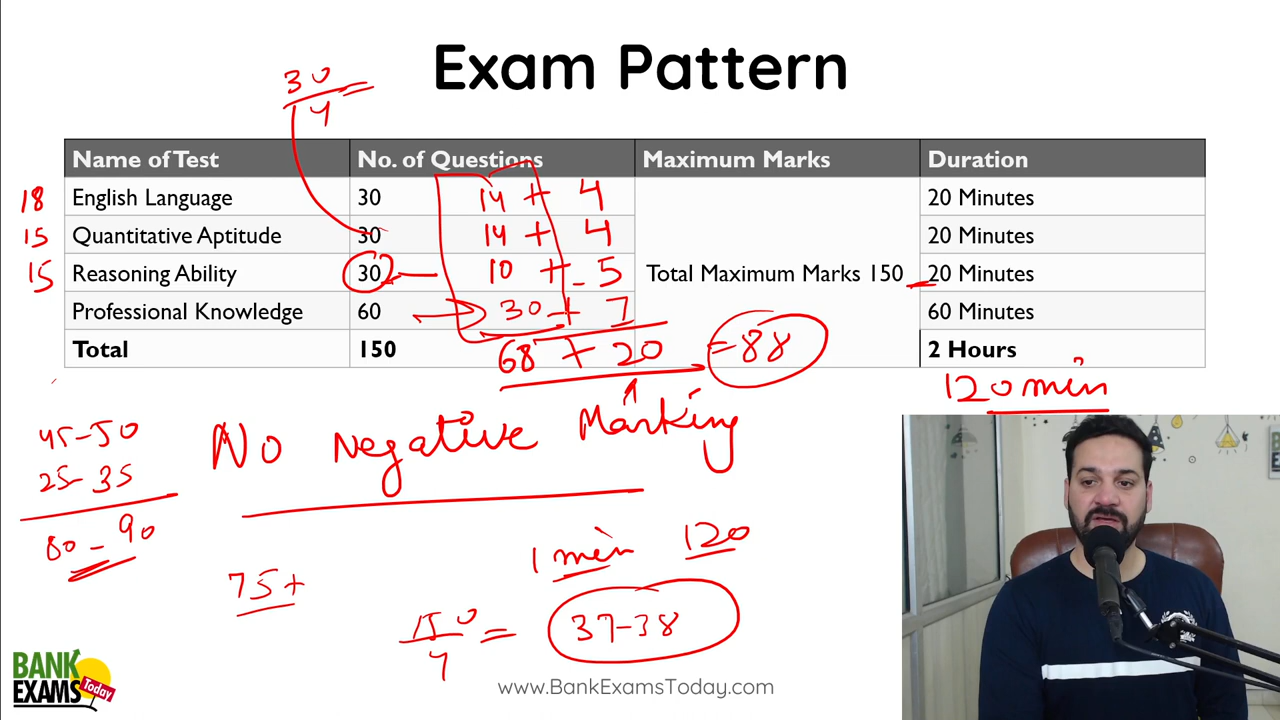 Exam Pattern
30
4 =
Name of Test No. of Questions Maximum Marks Duration
18 English Language 30 14 + 4 20 Minutes
15 Quantitative Aptitude 30 14 + 4 20 Minutes
15 Reasoning Ability 30 10 + 5 Total Maximum Marks 150 20 Minutes
Professional Knowledge 60 30 + 7 60 Minutes
Total 150 68 + 20 = 88 2 Hours
120 min
45-50
25-35
80-90
No Negative Marking
1 min 120
75+
150
4 = 37-38
BANK
EXAMS
Today
www.BankExamsToday.com